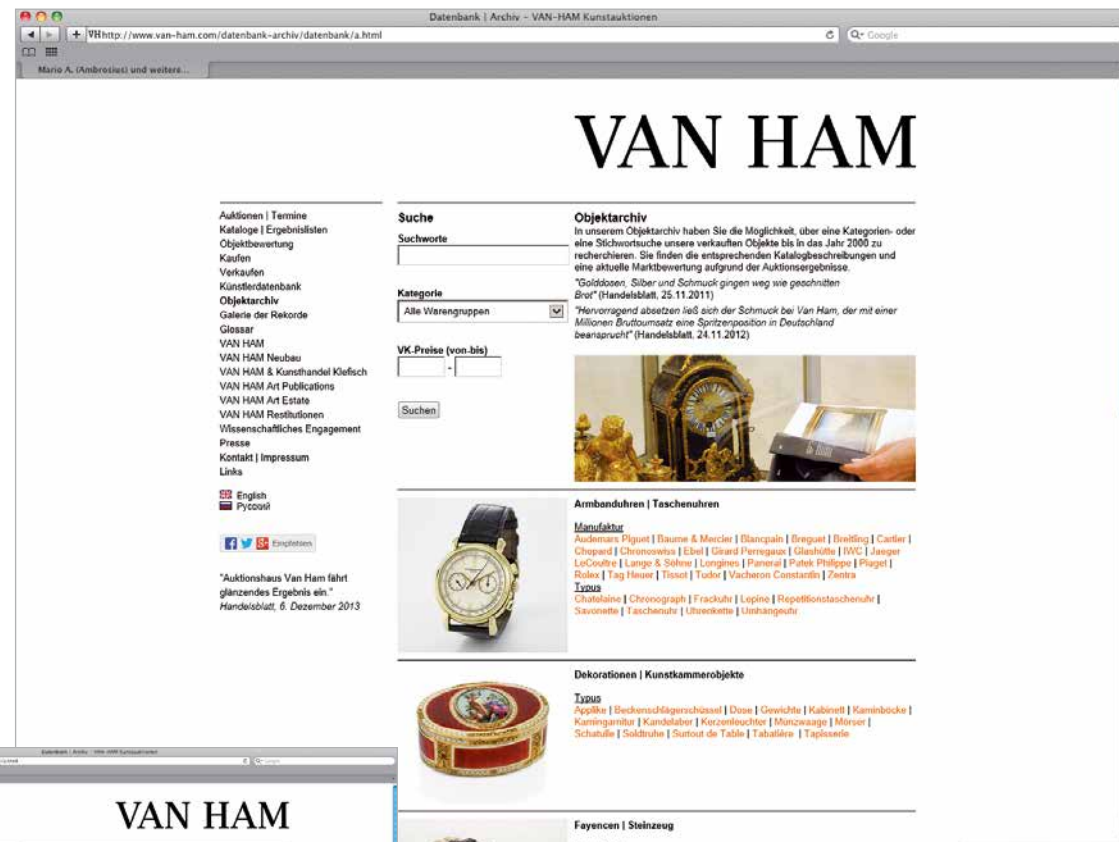 Datenbank | Archiv – VAN-HAM Kunstauktionen
VH http://www.van-ham.com/datenbank-archiv/datenbank/a.html
Google
Mario A. (Ambrosius) und weitere...
VAN HAM
Auktionen | Termine
Kataloge | Ergebnislisten
Objektbewertung
Kaufen
Verkaufen
Künstlerdatenbank
Objektarchiv
Galerie der Rekorde
Glossar
VAN HAM
VAN HAM Neubau
VAN HAM & Kunsthandel Klefisch
VAN HAM Art Publications
VAN HAM Art Estate
VAN HAM Restitutionen
Wissenschaftliches Engagement
Presse
Kontakt | Impressum
Links
English
Русский
Empfehlen
"Auktionshaus Van Ham fährt
glänzendes Ergebnis ein."
Handelsblatt, 6. Dezember 2013
Suche
Suchworte
Kategorie
Alle Warengruppen
VK-Preise (von-bis)
-
Suchen
Objektarchiv
In unserem Objektarchiv haben Sie die Möglichkeit, über eine Kategorien- oder
eine Stichwortsuche unsere verkauften Objekte bis in das Jahr 2000 zu
recherchieren. Sie finden die entsprechenden Katalogbeschreibungen und
eine aktuelle Marktbewertung aufgrund der Auktionsergebnisse.
"Golddosen, Silber und Schmuck gingen weg wie geschnitten
Brot" (Handelsblatt, 25.11.2011)
"Hervorragend absetzen ließ sich der Schmuck bei Van Ham, der mit einer
Millionen Bruttoumsatz eine Spritzenposition in Deutschland
beansprucht" (Handelsblatt, 24.11.2012)
Armbanduhren | Taschenuhren
Manufaktur
Audemars Piguet | Baume & Mercier | Blancpain | Breguet | Breitling | Cartier |
Chopard | Chronoswiss | Ebel | Girard Perregaux | Glashütte | IWC | Jaeger
LeCoultre | Lange & Söhne | Longines | Panerai | Patek Philippe | Piaget |
Rolex | Tag Heuer | Tissot | Tudor | Vacheron Constantin | Zentra
Typus
Chatelaine | Chronograph | Frackuhr | Lepine | Repetitionstaschenuhr |
Savonette | Taschenuhr | Uhrenkette | Umhängeuhr
Dekorationen | Kunstkammerobjekte
Typus
Applike | Beckenschlägerschüssel | Dose | Gewichte | Kabinett | Kaminböcke |
Kamingarnitur | Kandelaber | Kerzenleuchter | Münzwaage | Mörser |
Schatulle | Soldtruhe | Surtout de Table | Tabatière | Tapisserie
Fayencen | Steinzeug
Datenbank | Archiv – VAN-HAM Kunstauktionen
VAN HAM